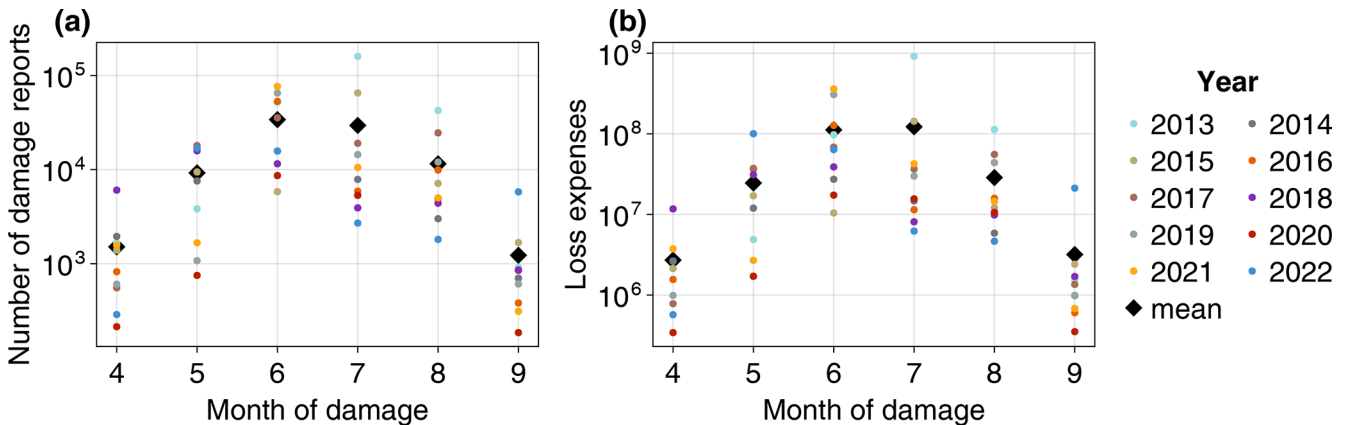 (a)
Number of damage reports
10^5
10^4
10^3
4 5 6 7 8 9
Month of damage
(b)
Loss expenses
10^9
10^8
10^7
10^6
4 5 6 7 8 9
Month of damage
Year
2013 2014
2015 2016
2017 2018
2019 2020
2021 2022
mean